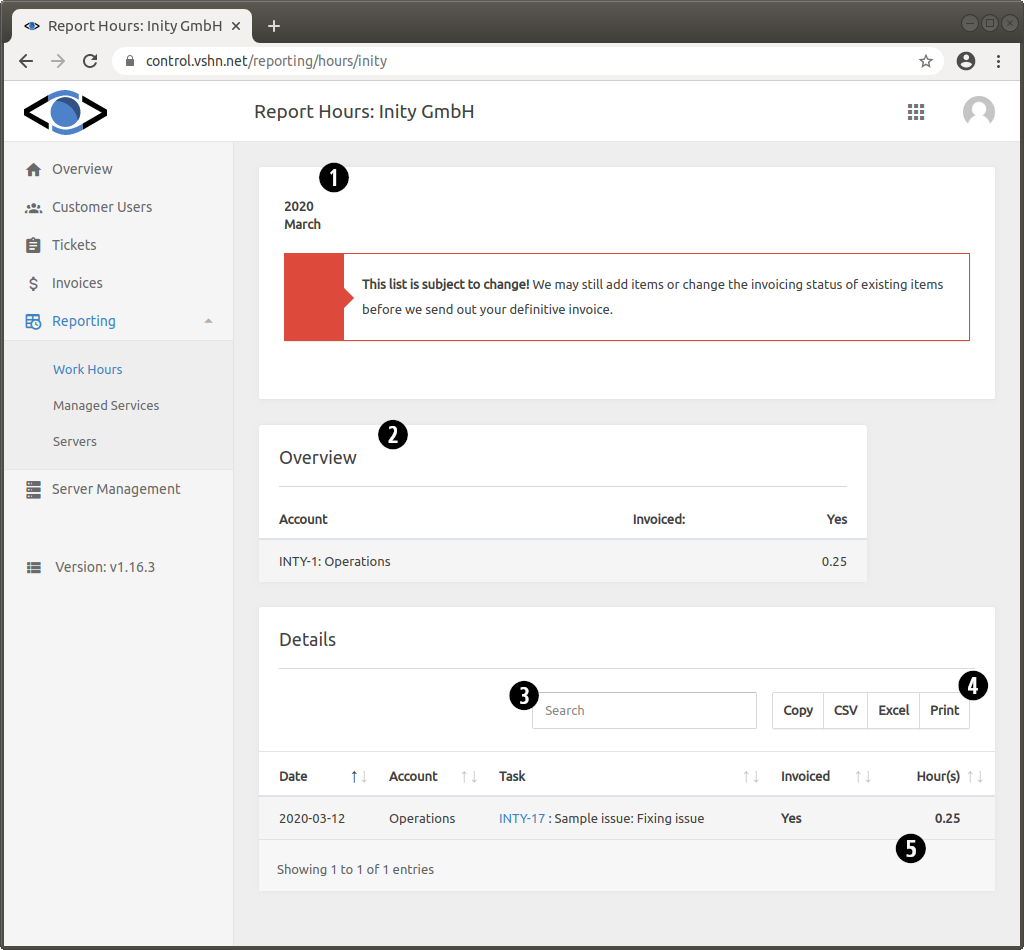 Report Hours: Inity GmbH
control.vshn.net/reporting/hours/inity
Report Hours: Inity GmbH
Overview
Customer Users
Tickets
Invoices
Reporting
Work Hours
Managed Services
Servers
Server Management
Version: v1.16.3
1
2020
March
This list is subject to change! We may still add items or change the invoicing status of existing items
before we send out your definitive invoice.
2
Overview
Account Invoiced: Yes
INTY-1: Operations 0.25
Details
3
4
Search Copy CSV Excel Print
Date Account Task Invoiced Hour(s)
2020-03-12 Operations INTY-17 : Sample issue: Fixing issue Yes 0.25
5
Showing 1 to 1 of 1 entries